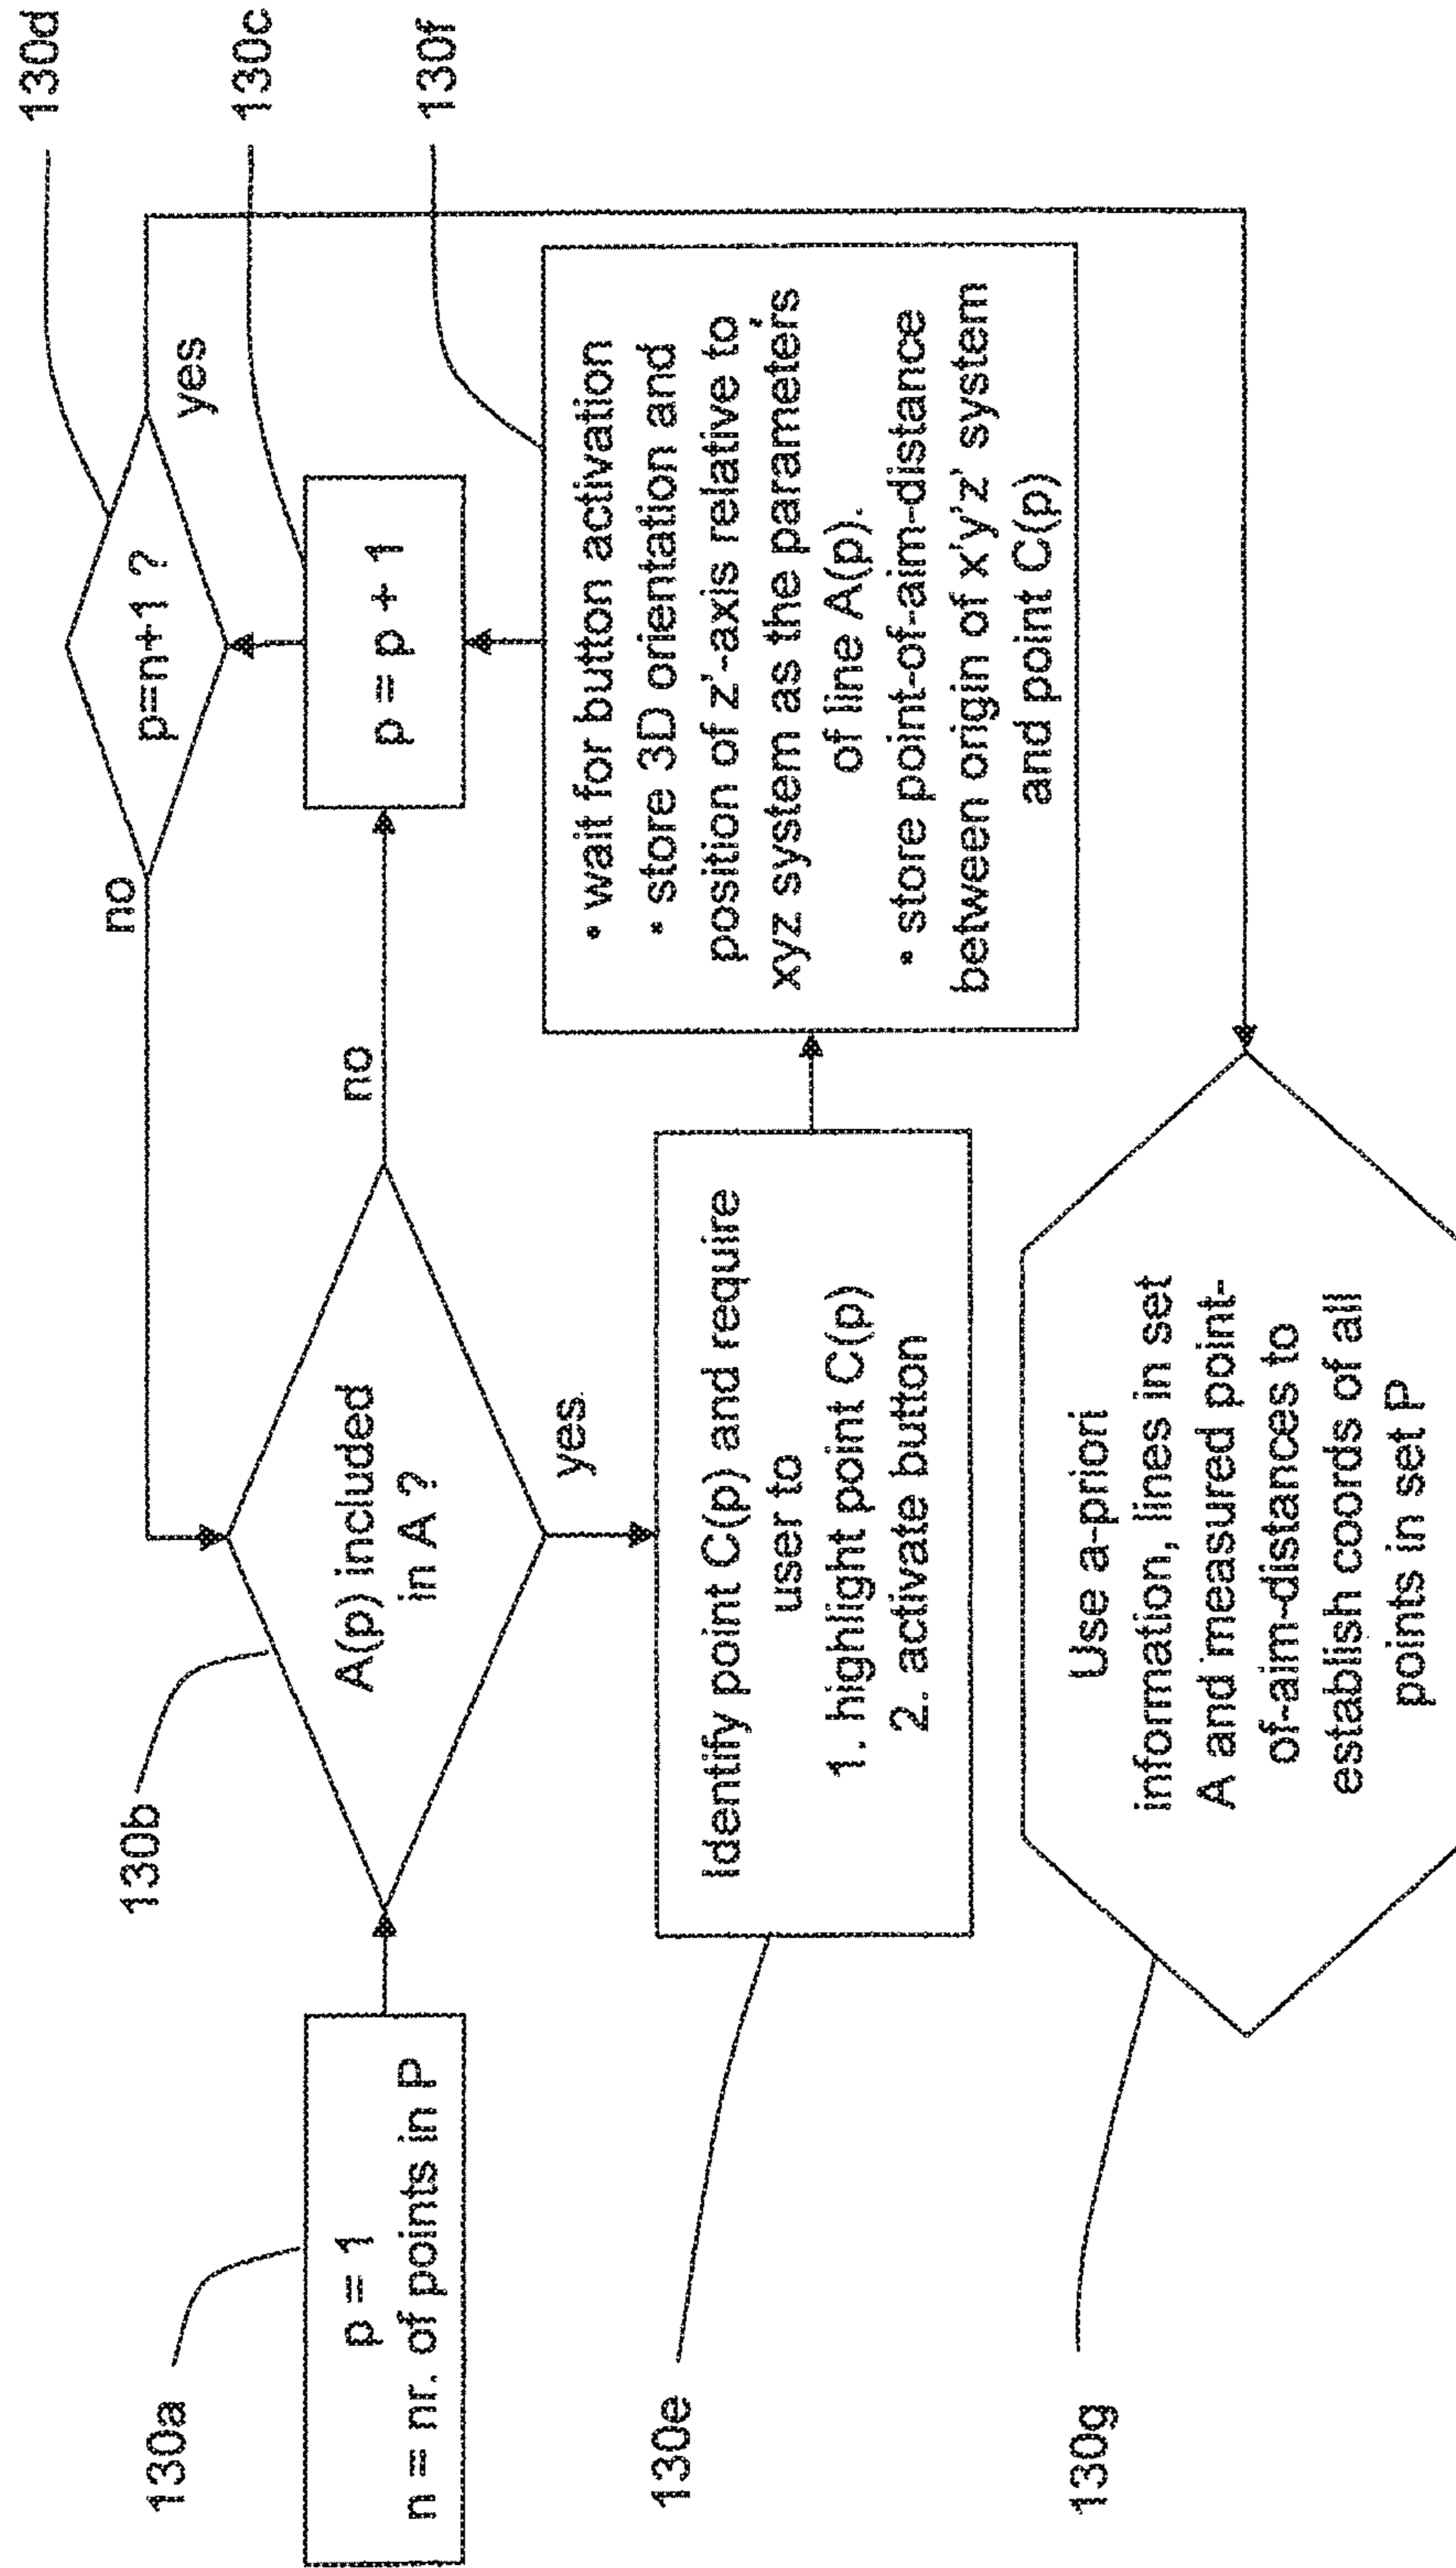 130a
p = 1
n = nr. of points in P
130b
A(p) included
in A ?
no
yes
130c
p = p + 1
130d
p=n+1 ?
no
yes
130e
Identify point C(p) and require
user to
1. highlight point C(p)
2. activate button
130f
• wait for button activation
• store 3D orientation and
position of z'-axis relative to
xyz system as the parameters
of line A(p).
• store point-of-aim-distance
between origin of x'y'z' system
and point C(p)
130g
Use a-priori
information, lines in set
A and measured point-
of-aim-distances to
establish coords of all
points in set P